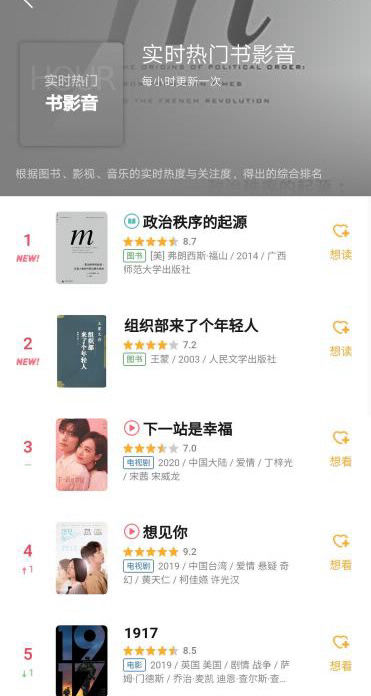 实时热门书影音
每小时更新一次
HOUR
实时热门
书影音
THE ORIGINS OF POLITICAL ORDER:
THE FRENCH REVOLUTION
根据图书、影视、音乐的实时热度与关注度，得出的综合排名
1
NEW!
m
政治秩序的起源
8.7
图书 [美] 弗朗西斯·福山 / 2014 / 广西
师范大学出版社
想读
2
NEW!
组织部
来了个
年轻人
组织部来了个年轻人
7.2
图书 王蒙 / 2003 / 人民文学出版社
想读
3
下一站是幸福
7.0
电视剧 2020 / 中国大陆 / 爱情 / 丁梓光
/ 宋茜 宋威龙
想看
4
1
想见你
9.2
电视剧 2019 / 中国台湾 / 爱情 悬疑 奇
幻 / 黄天仁 / 柯佳嬿 许光汉
想看
5
1
19
17
1917
8.5
电影 2019 / 英国 美国 / 剧情 战争 / 萨
姆·门德斯 / 乔治·麦凯 迪恩·查尔斯·查...
想看